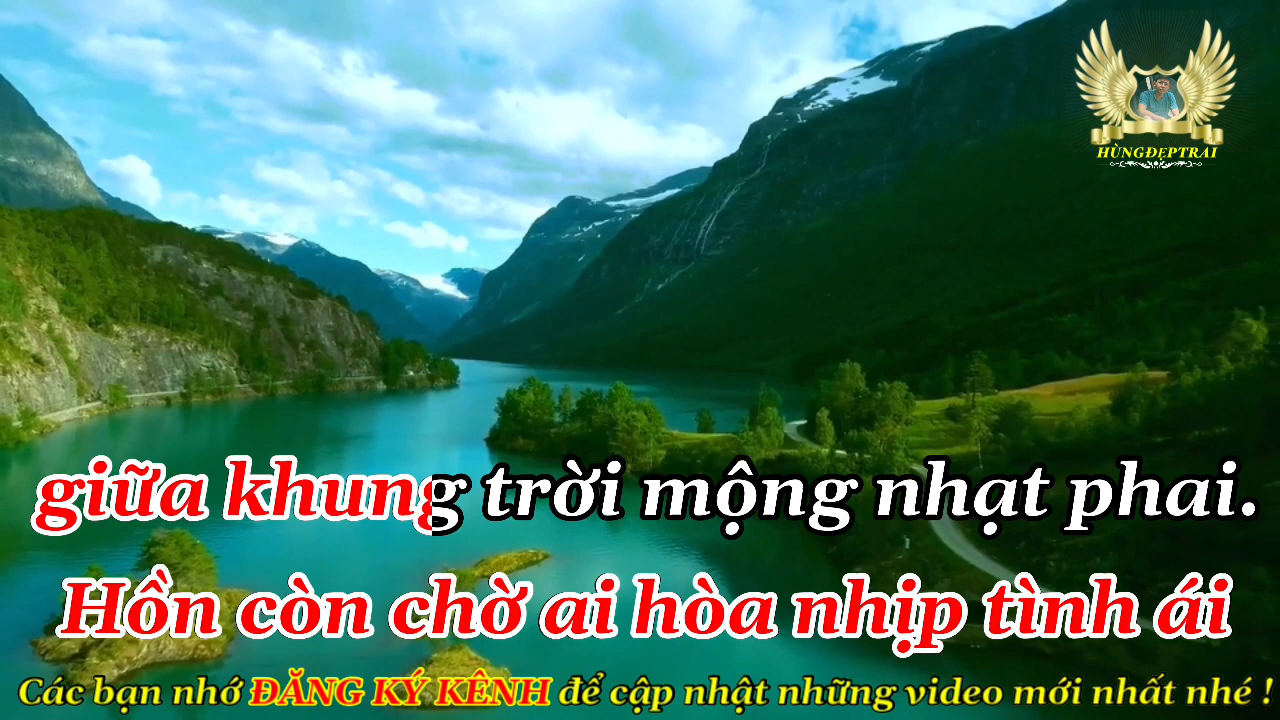 HÙNGĐẸPTRAI
giữa khung trời mộng nhạt phai.
Hồn còn chờ ai hòa nhịp tình ái
Các bạn nhớ ĐĂNG KÝ KÊNH để cập nhật những video mới nhất nhé !